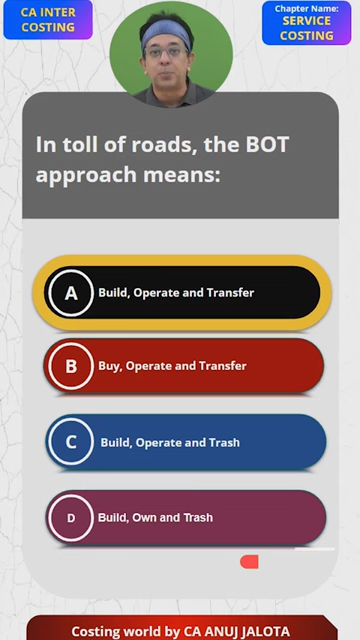 CA INTER
COSTING
Chapter Name:
SERVICE
COSTING
In toll of roads, the BOT
approach means:
A Build, Operate and Transfer
B Buy, Operate and Transfer
C Build, Operate and Trash
D Build, Own and Trash
Costing world by CA ANUJ JALOTA